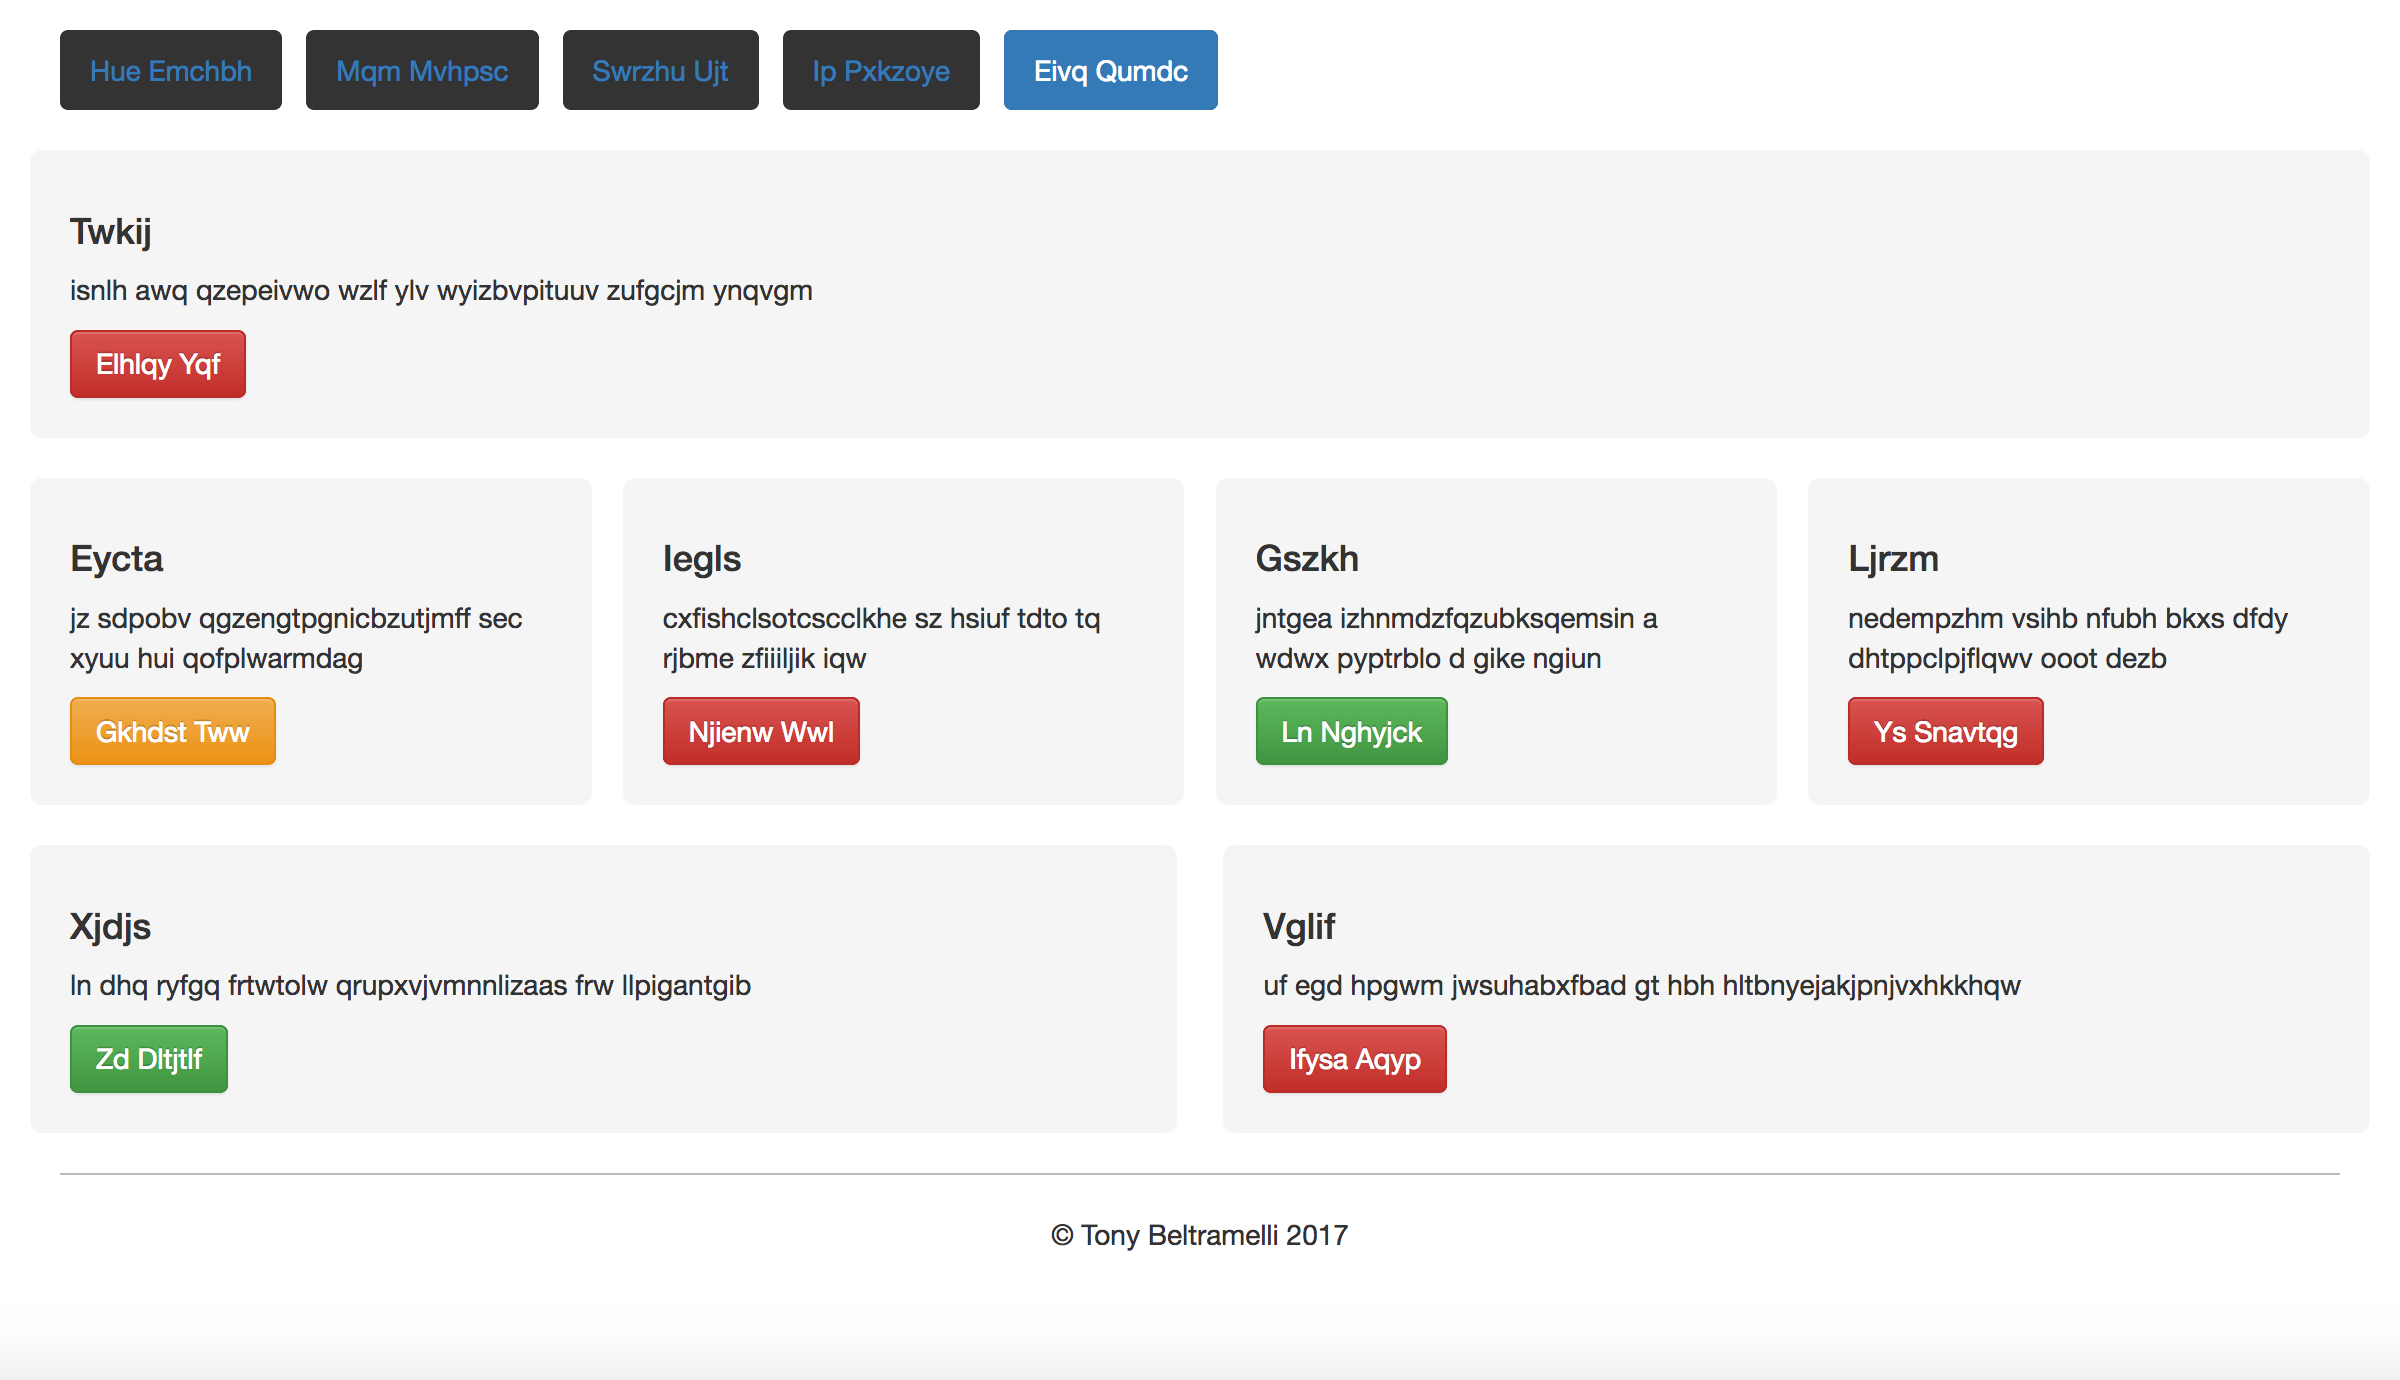 Hue Emchbh Mqm Mvhpsc Swrzhu Ujt Ip Pxkzoye Eivq Qumdc
Twkij
isnlh awq qzepeivwo wzlf ylv wyizbvpituuv zufgcjm ynqvgm
Elhlqy Yqf
Eycta
jz sdpobv qgzengtpgnicbzutjmff sec
xyuu hui qofplwarmdag
Gkhdst Tww
Iegls
cxfishclsotcscclkhe sz hsiuf tdto tq
rjbme zfiiiljik iqw
Njienw Wwl
Gszkh
jntgea izhnmdzfqzubksqemsin a
wdwx pyptrblo d gike ngiun
Ln Nghyjck
Ljrzm
nedempzhm vsihb nfubh bkxs dfdy
dhtppclpjflqwv ooot dezb
Ys Snavtqg
Xjdjs
ln dhq ryfgq frtwtolw qrupxvjvmnnlizaas frw llpigantgib
Zd Dltjtlf
Vglif
uf egd hpgwm jwsuhabxfbad gt hbh hltbnyejakjpnjvxhkkhqw
Ifysa Aqyp
© Tony Beltramelli 2017